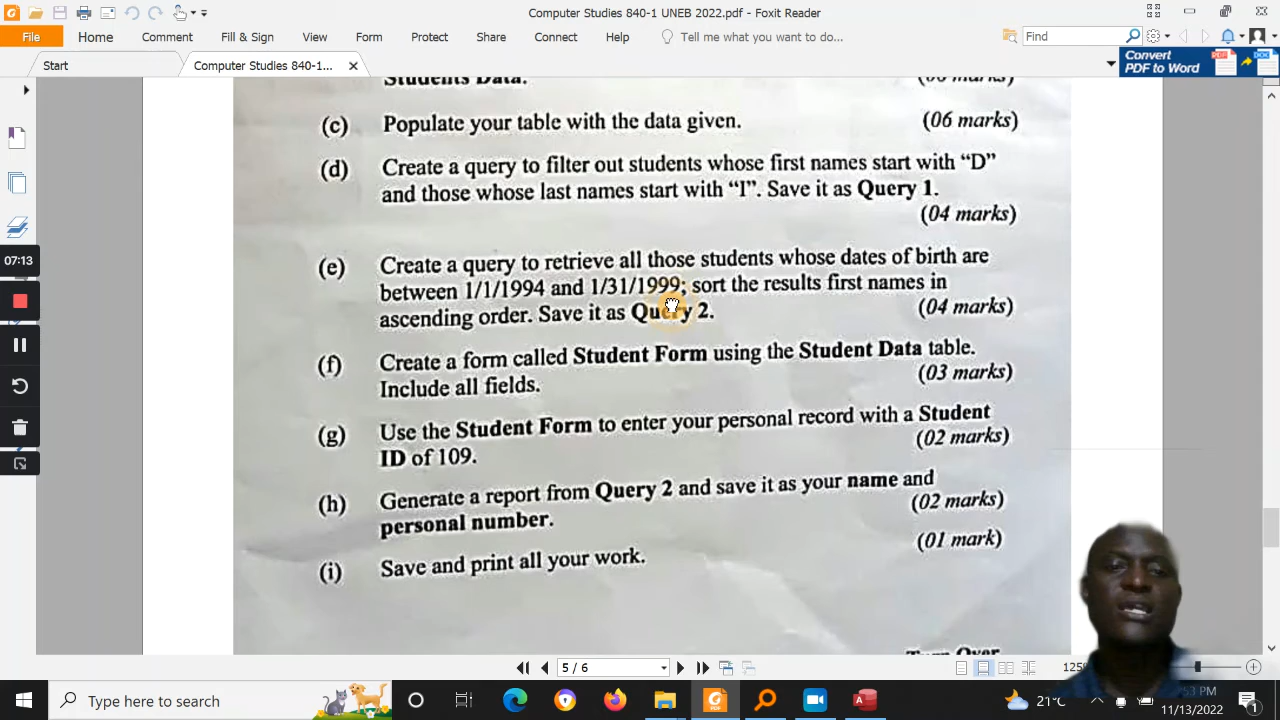 Computer Studies 840-1 UNEB 2022.pdf - Foxit Reader
File Home Comment Fill & Sign View Form Protect Share Connect Help Tell me what you want to do... Find
Start Computer Studies 840-1... Convert
PDF to Word
Students Data.
(c) Populate your table with the data given. (06 marks)
(d) Create a query to filter out students whose first names start with “D”
and those whose last names start with “I”. Save it as Query 1.
(04 marks)
07:13
(e) Create a query to retrieve all those students whose dates of birth are
between 1/1/1994 and 1/31/1999; sort the results first names in
ascending order. Save it as Query 2. (04 marks)
(f) Create a form called Student Form using the Student Data table.
Include all fields. (03 marks)
(g) Use the Student Form to enter your personal record with a Student
ID of 109. (02 marks)
(h) Generate a report from Query 2 and save it as your name and
personal number. (02 marks)
(i) Save and print all your work. (01 mark)
Turn Over
5 / 6
Type here to search
21°
11/13/2022